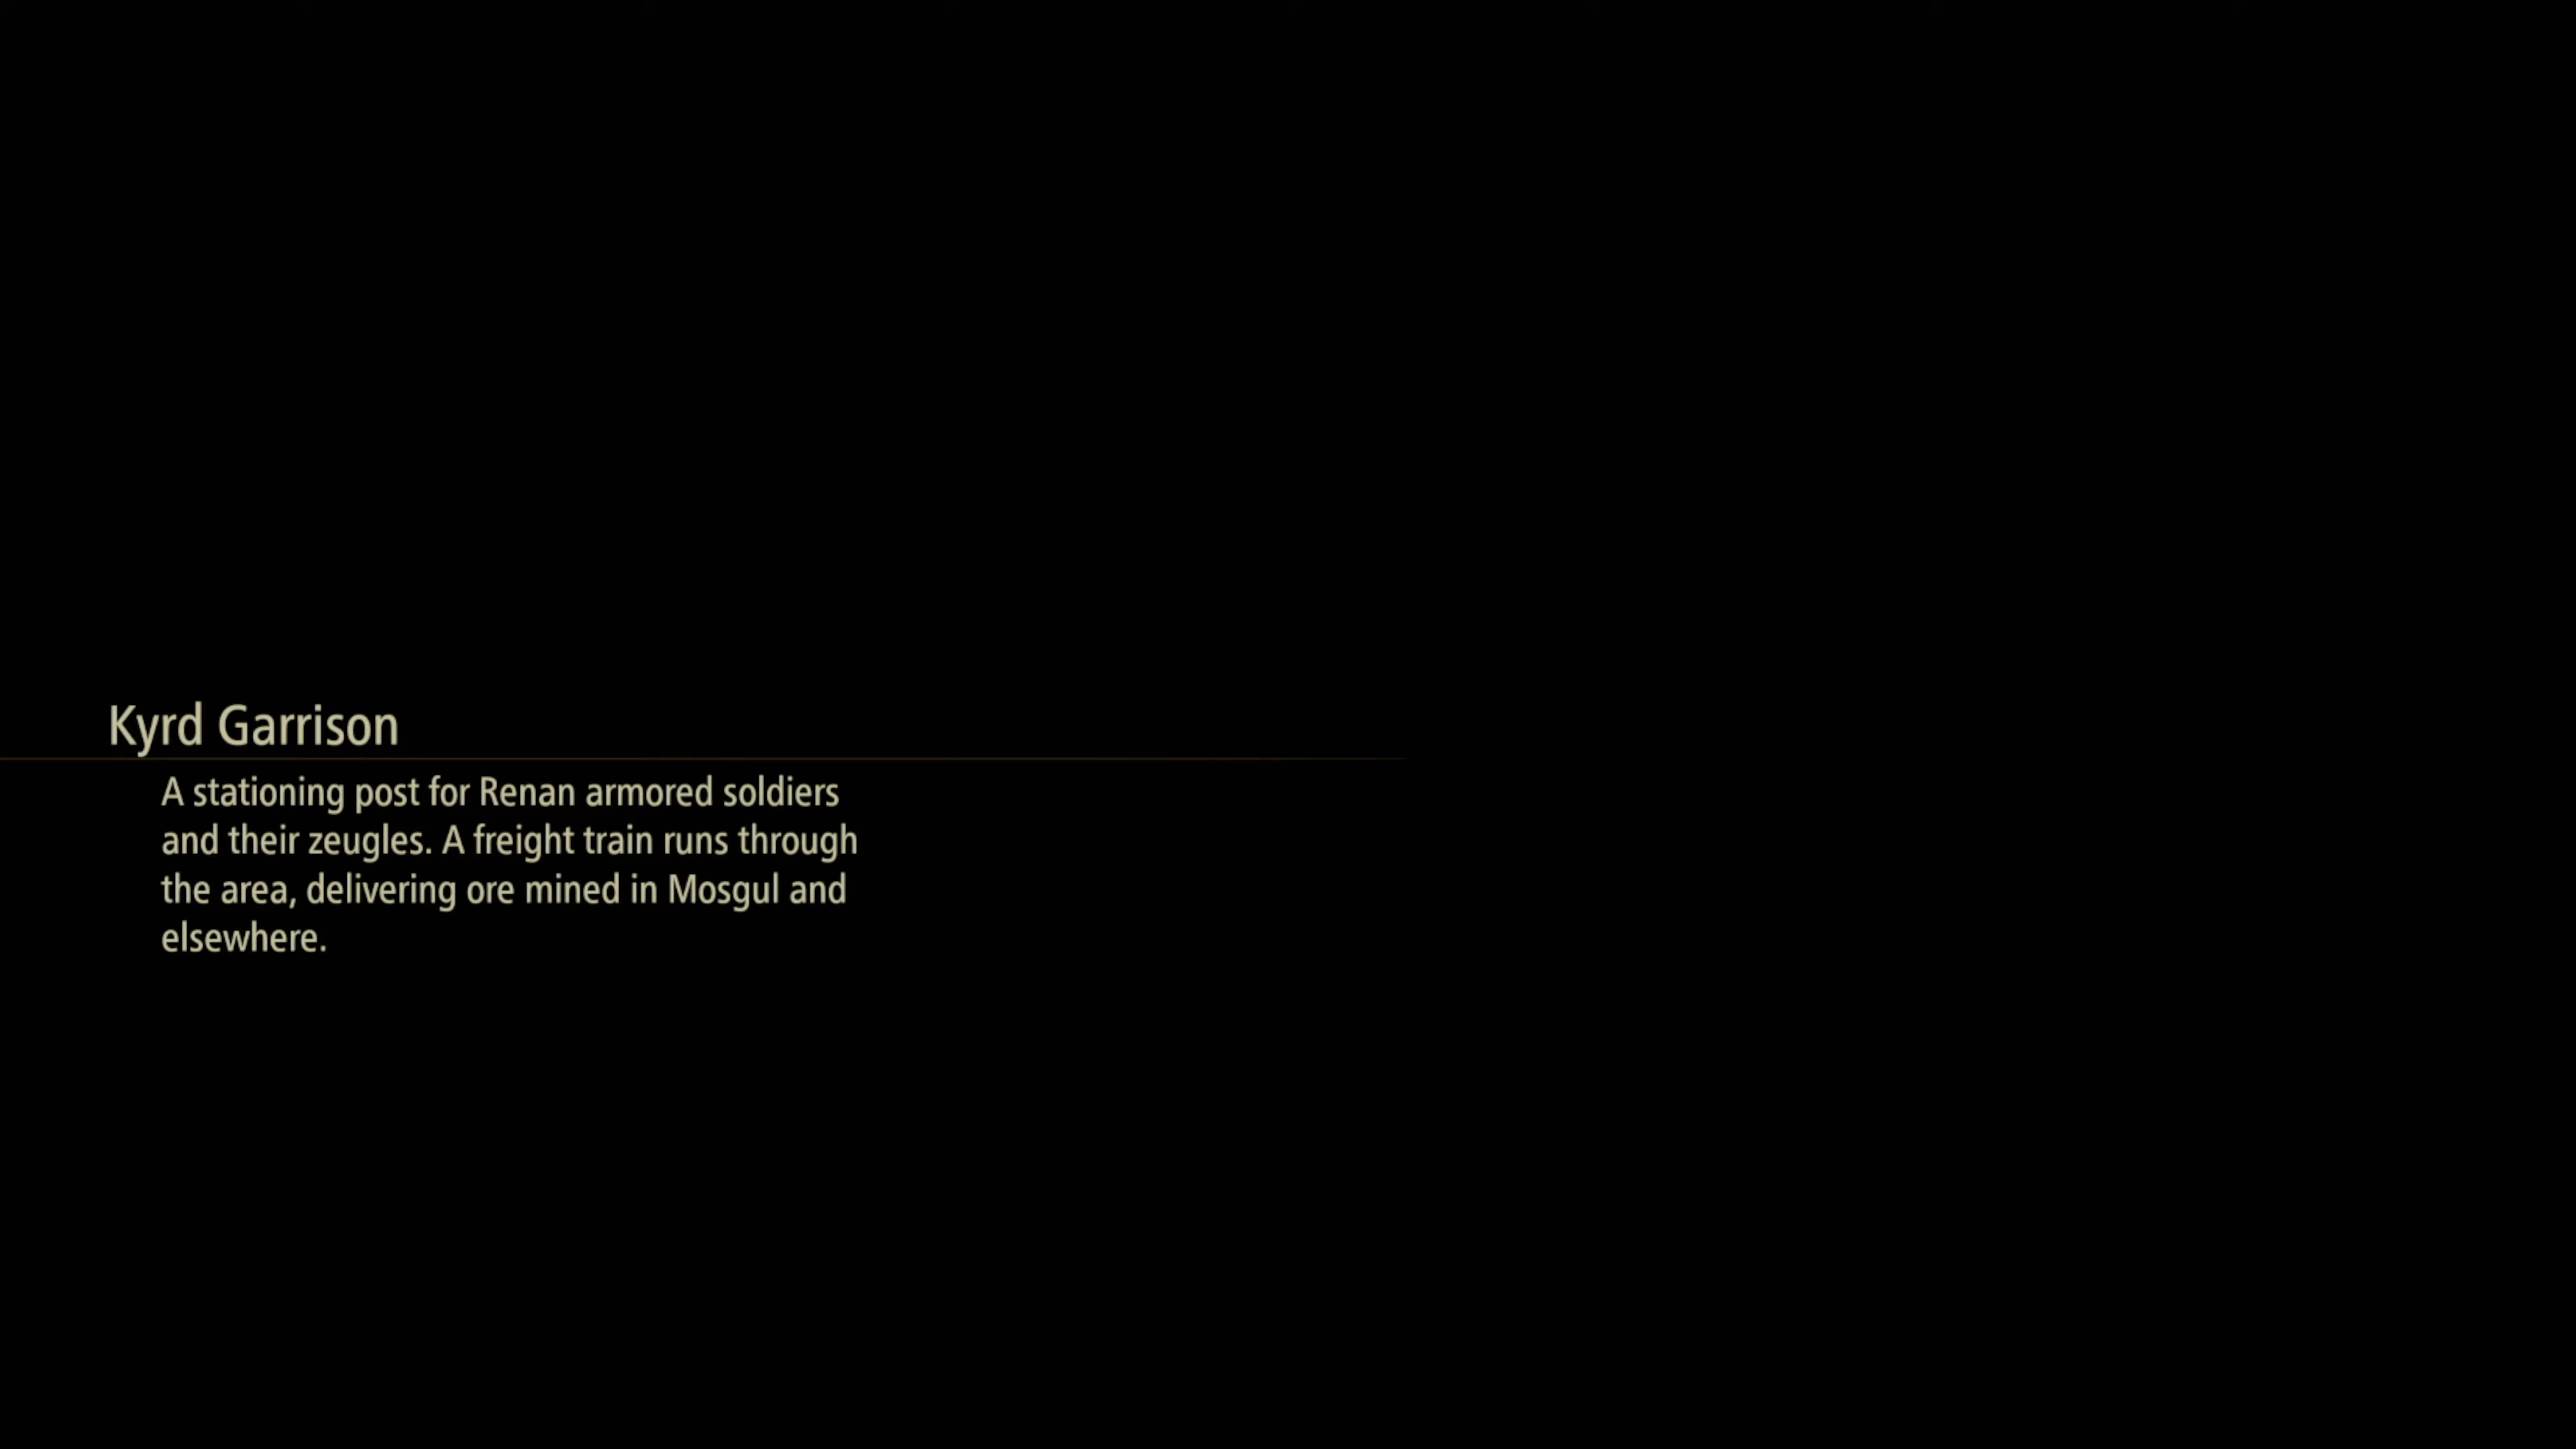 Kyrd Garrison
A stationing post for Renan armored soldiers
and their zeugles. A freight train runs through
the area, delivering ore mined in Mosgul and
elsewhere.